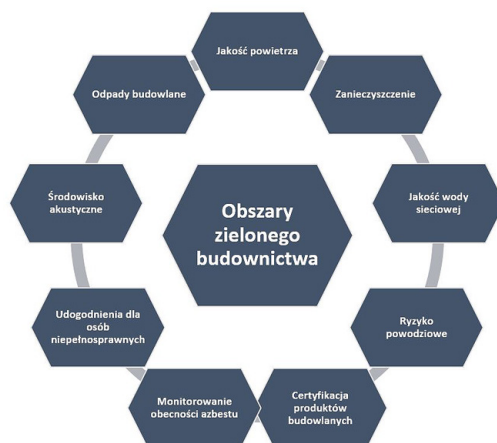 Jakość powietrza
Zanieczyszczenie
Jakość wody
sieciowej
Ryzyko
powodziowe
Certyfikacja
produktów
budowlanych
Monitorowanie
obecności azbestu
Udogodnienia dla
osób
niepełnosprawnych
Środowisko
akustyczne
Odpady budowlane
Obszary
zielonego
budownictwa